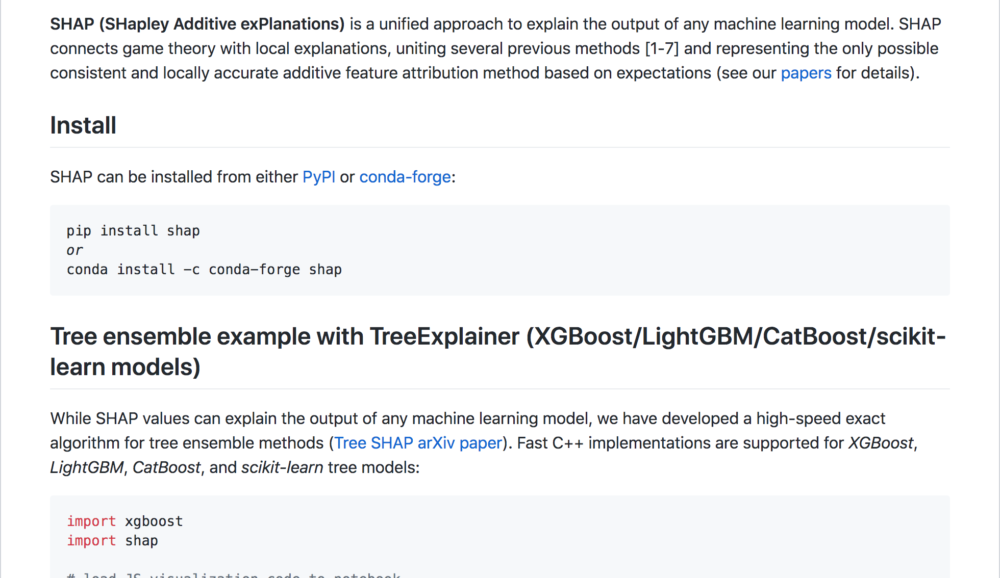 SHAP (SHapley Additive exPlanations) is a unified approach to explain the output of any machine learning model. SHAP
connects game theory with local explanations, uniting several previous methods [1-7] and representing the only possible
consistent and locally accurate additive feature attribution method based on expectations (see our papers for details).
Install
SHAP can be installed from either PyPI or conda-forge:
pip install shap
or
conda install -c conda-forge shap
Tree ensemble example with TreeExplainer (XGBoost/LightGBM/CatBoost/scikit-
learn models)
While SHAP values can explain the output of any machine learning model, we have developed a high-speed exact
algorithm for tree ensemble methods (Tree SHAP arXiv paper). Fast C++ implementations are supported for XGBoost,
LightGBM, CatBoost, and scikit-learn tree models:
import xgboost
import shap
# load JS visualization code to notebook